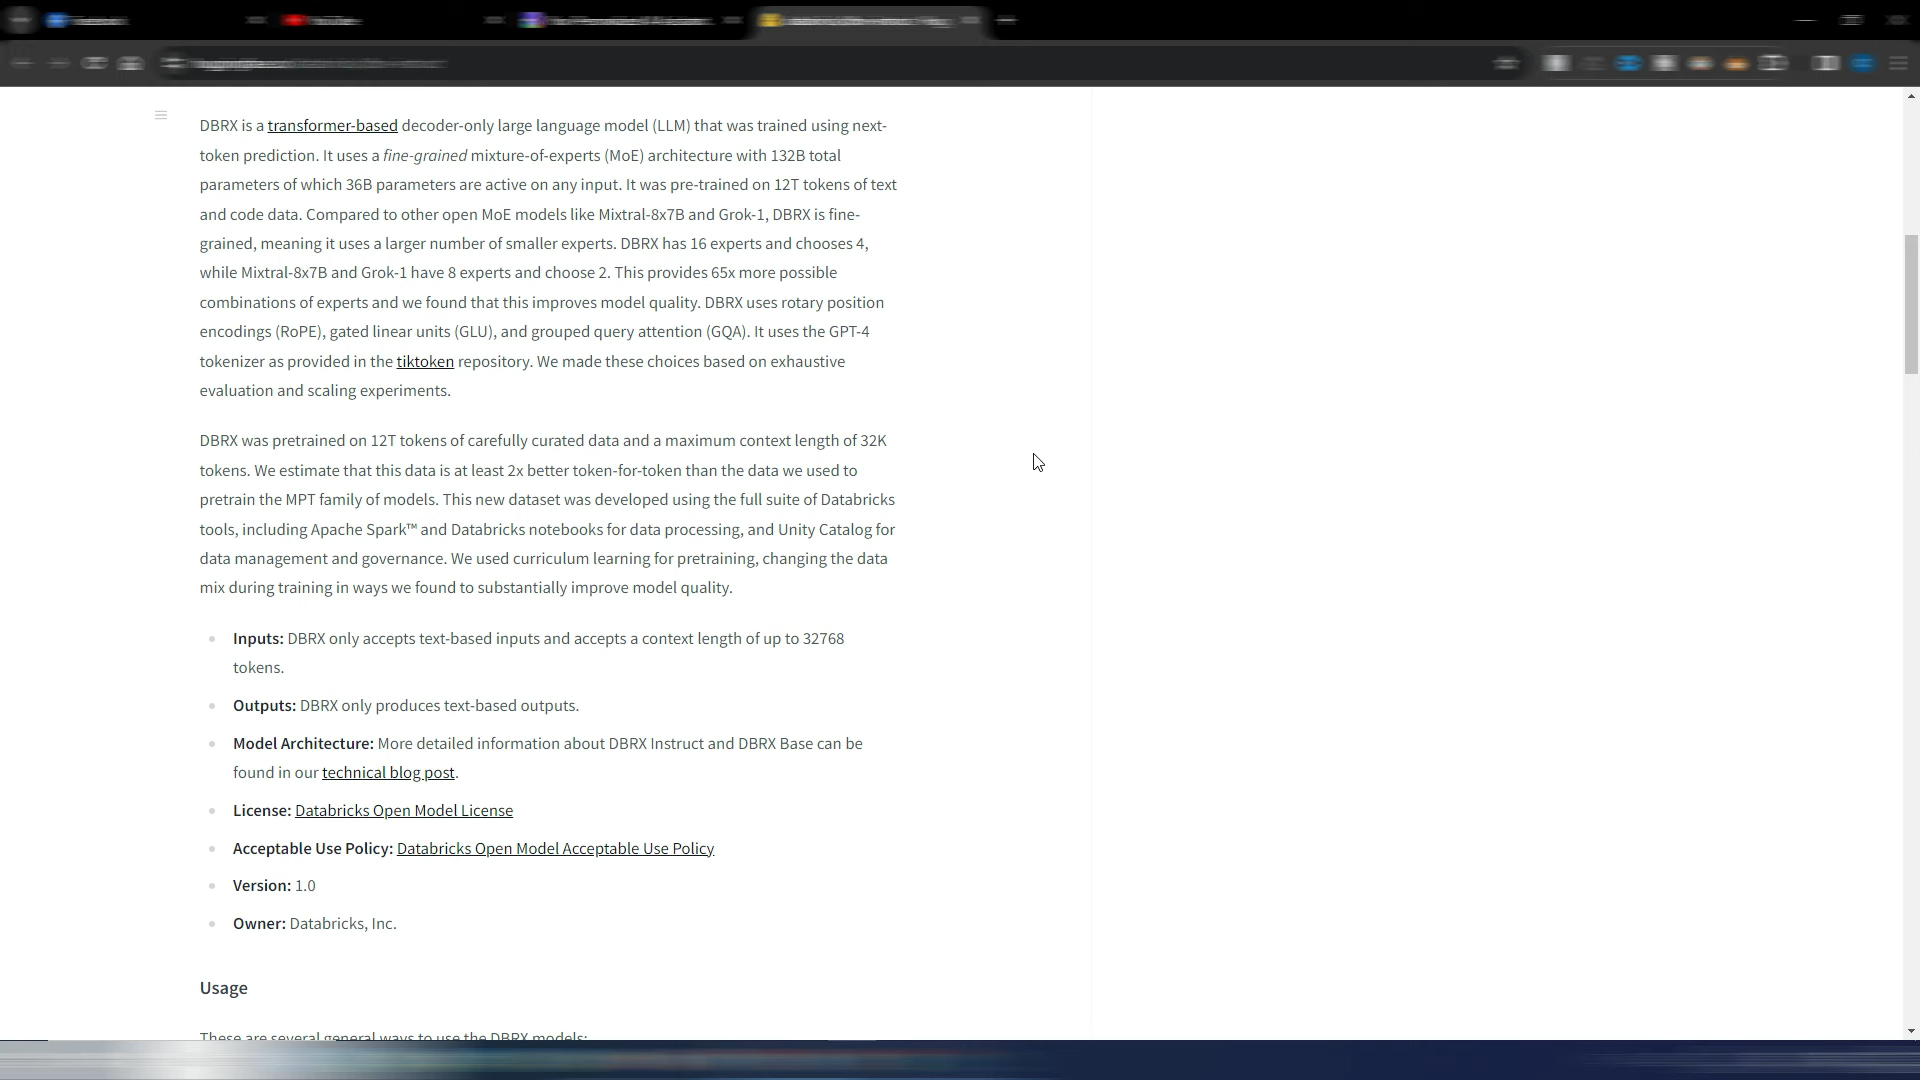 DBRX is a transformer-based decoder-only large language model (LLM) that was trained using next-
token prediction. It uses a fine-grained mixture-of-experts (MoE) architecture with 132B total
parameters of which 36B parameters are active on any input. It was pre-trained on 12T tokens of text
and code data. Compared to other open MoE models like Mixtral-8x7B and Grok-1, DBRX is fine-
grained, meaning it uses a larger number of smaller experts. DBRX has 16 experts and chooses 4,
while Mixtral-8x7B and Grok-1 have 8 experts and choose 2. This provides 65x more possible
combinations of experts and we found that this improves model quality. DBRX uses rotary position
encodings (RoPE), gated linear units (GLU), and grouped query attention (GQA). It uses the GPT-4
tokenizer as provided in the tiktoken repository. We made these choices based on exhaustive
evaluation and scaling experiments.
DBRX was pretrained on 12T tokens of carefully curated data and a maximum context length of 32K
tokens. We estimate that this data is at least 2x better token-for-token than the data we used to
pretrain the MPT family of models. This new dataset was developed using the full suite of Databricks
tools, including Apache Spark™ and Databricks notebooks for data processing, and Unity Catalog for
data management and governance. We used curriculum learning for pretraining, changing the data
mix during training in ways we found to substantially improve model quality.
Inputs: DBRX only accepts text-based inputs and accepts a context length of up to 32768
tokens.
Outputs: DBRX only produces text-based outputs.
Model Architecture: More detailed information about DBRX Instruct and DBRX Base can be
found in our technical blog post.
License: Databricks Open Model License
Acceptable Use Policy: Databricks Open Model Acceptable Use Policy
Version: 1.0
Owner: Databricks, Inc.
Usage
These are several general ways to use the DBRX models: